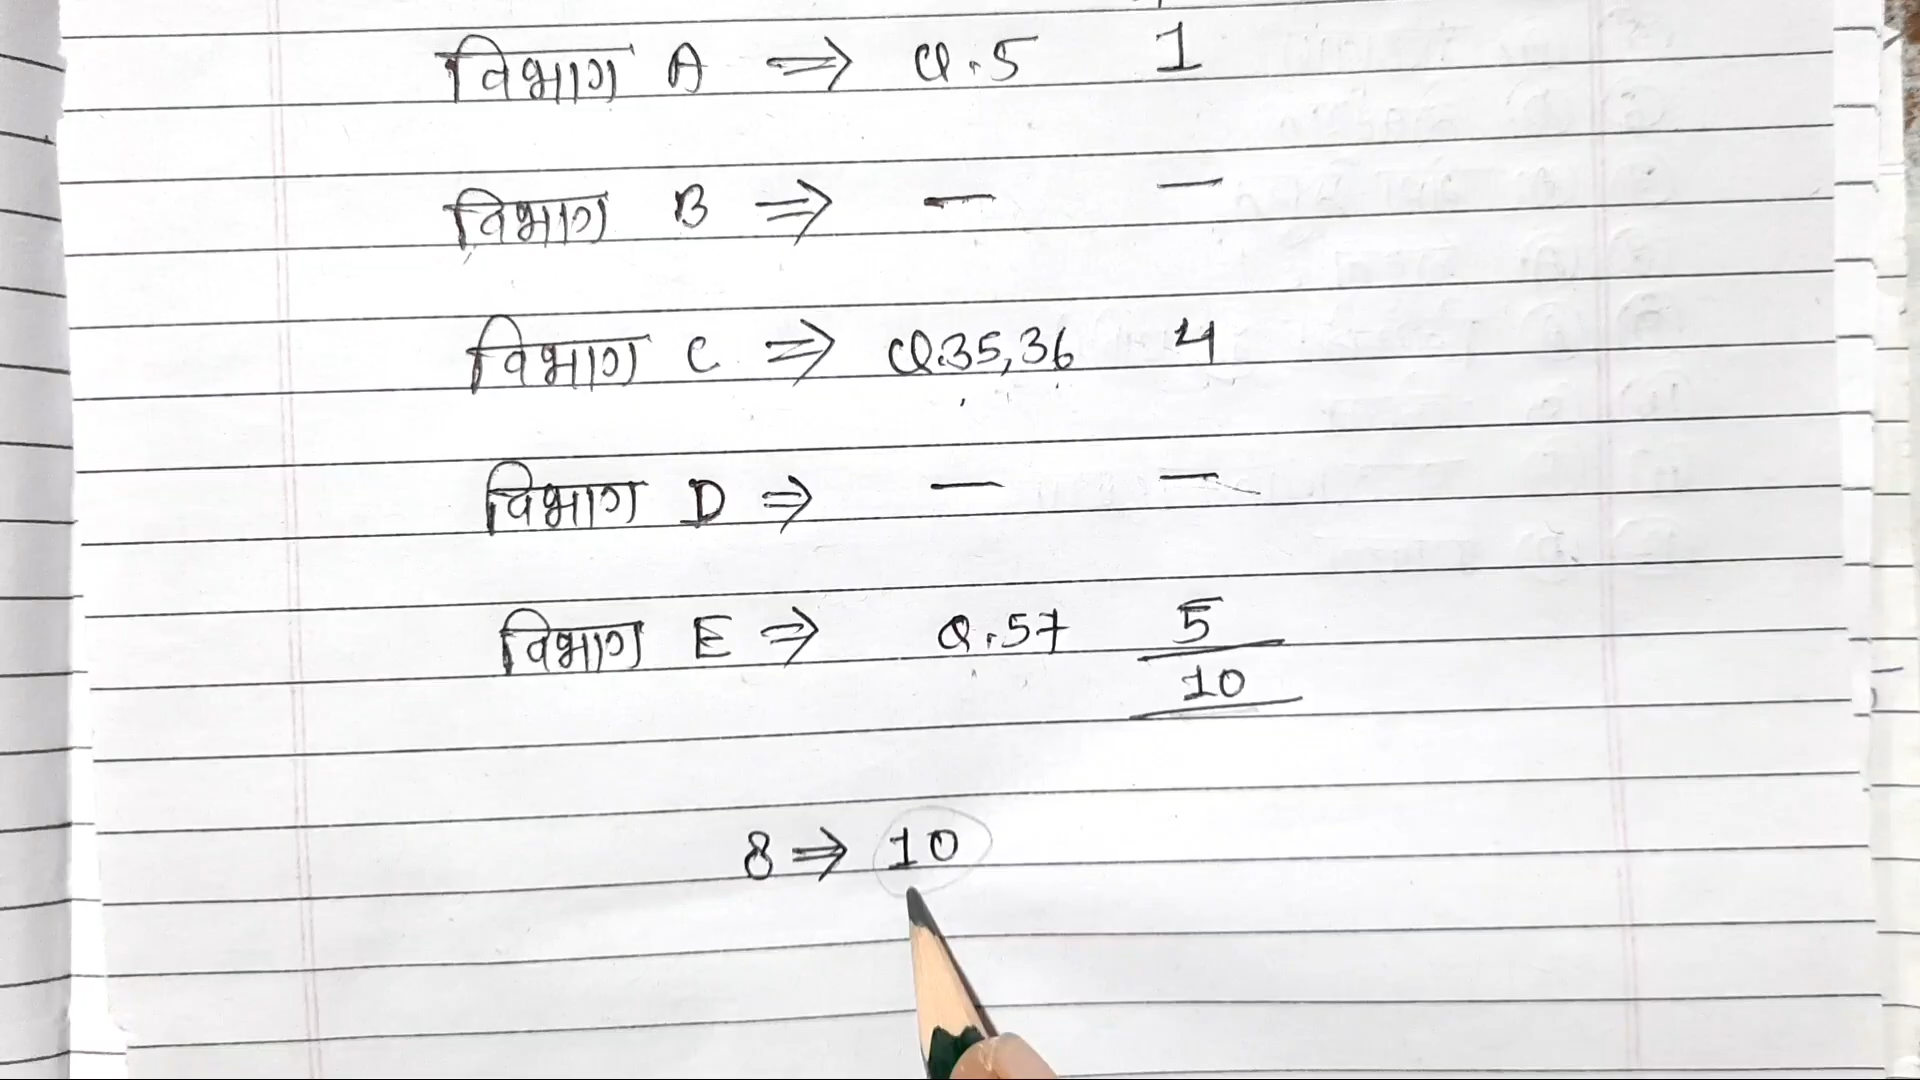 विभाग A ⇒ Q.5 1
विभाग B ⇒ — —
विभाग C ⇒ Q.35,36 4
विभाग D ⇒ — —
विभाग E ⇒ Q.57 5
10
8 ⇒ 10